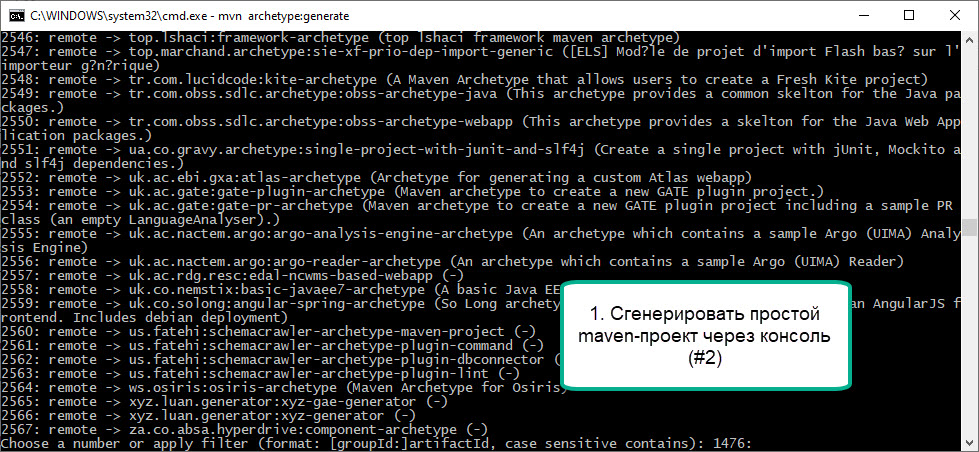 C:\WINDOWS\system32\cmd.exe - mvn archetype:generate
2546: remote -> top.lshaci:framework-archetype (top lshaci framework maven archetype)
2547: remote -> top.marchand.archetype:sie-xf-prio-dep-import-generic ([ELS] Mod?le de projet d'import Flash bas? sur l'
importeur g?n?rique)
2548: remote -> tr.com.lucidcode:kite-archetype (A Maven Archetype that allows users to create a Fresh Kite project)
2549: remote -> tr.com.obss.sdlc.archetype:obss-archetype-java (This archetype provides a common skelton for the Java pa
ckages.)
2550: remote -> tr.com.obss.sdlc.archetype:obss-archetype-webapp (This archetype provides a skelton for the Java Web App
lication packages.)
2551: remote -> ua.co.gravy.archetype:single-project-with-junit-and-slf4j (Create a single project with jUnit, Mockito a
nd slf4j dependencies.)
2552: remote -> uk.ac.ebi.gxa:atlas-archetype (Archetype for generating a custom Atlas webapp)
2553: remote -> uk.ac.gate:gate-plugin-archetype (Maven archetype to create a new GATE plugin project.)
2554: remote -> uk.ac.gate:gate-pr-archetype (Maven archetype to create a new GATE plugin project including a sample PR
class (an empty LanguageAnalyser).)
2555: remote -> uk.ac.nactem.argo:argo-analysis-engine-archetype (An archetype which contains a sample Argo (UIMA) Analy
sis Engine)
2556: remote -> uk.ac.nactem.argo:argo-reader-archetype (An archetype which contains a sample Argo (UIMA) Reader)
2557: remote -> uk.ac.rdg.resc:edal-ncwms-based-webapp (-)
2558: remote -> uk.co.nemstix:basic-javaee7-archetype (A basic Java EE
2559: remote -> uk.co.solong:angular-spring-archetype (So Long archety an AngularJS f
rontend. Includes debian deployment)
2560: remote -> us.fatehi:schemacrawler-archetype-maven-project (-)
2561: remote -> us.fatehi:schemacrawler-archetype-plugin-command (-)
2562: remote -> us.fatehi:schemacrawler-archetype-plugin-dbconnector (
2563: remote -> us.fatehi:schemacrawler-archetype-plugin-lint (-)
2564: remote -> ws.osiris:osiris-archetype (Maven Archetype for Osiris)
2565: remote -> xyz.luan.generator:xyz-gae-generator (-)
2566: remote -> xyz.luan.generator:xyz-generator (-)
2567: remote -> za.co.absa.hyperdrive:component-archetype (-)
Choose a number or apply filter (format: [groupId:]artifactId, case sensitive contains): 1476:
1. Сгенерировать простой
maven-проект через консоль
(#2)